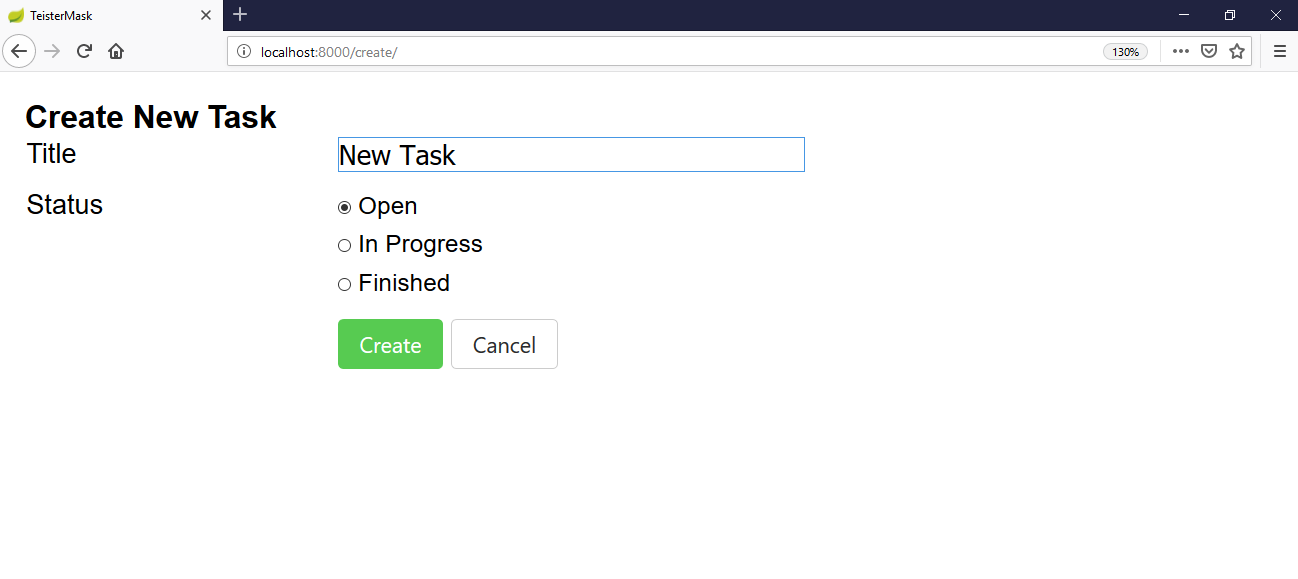 TeisterMask
localhost:8000/create/
130%
Create New Task
Title
New Task
Status
Open
In Progress
Finished
Create
Cancel